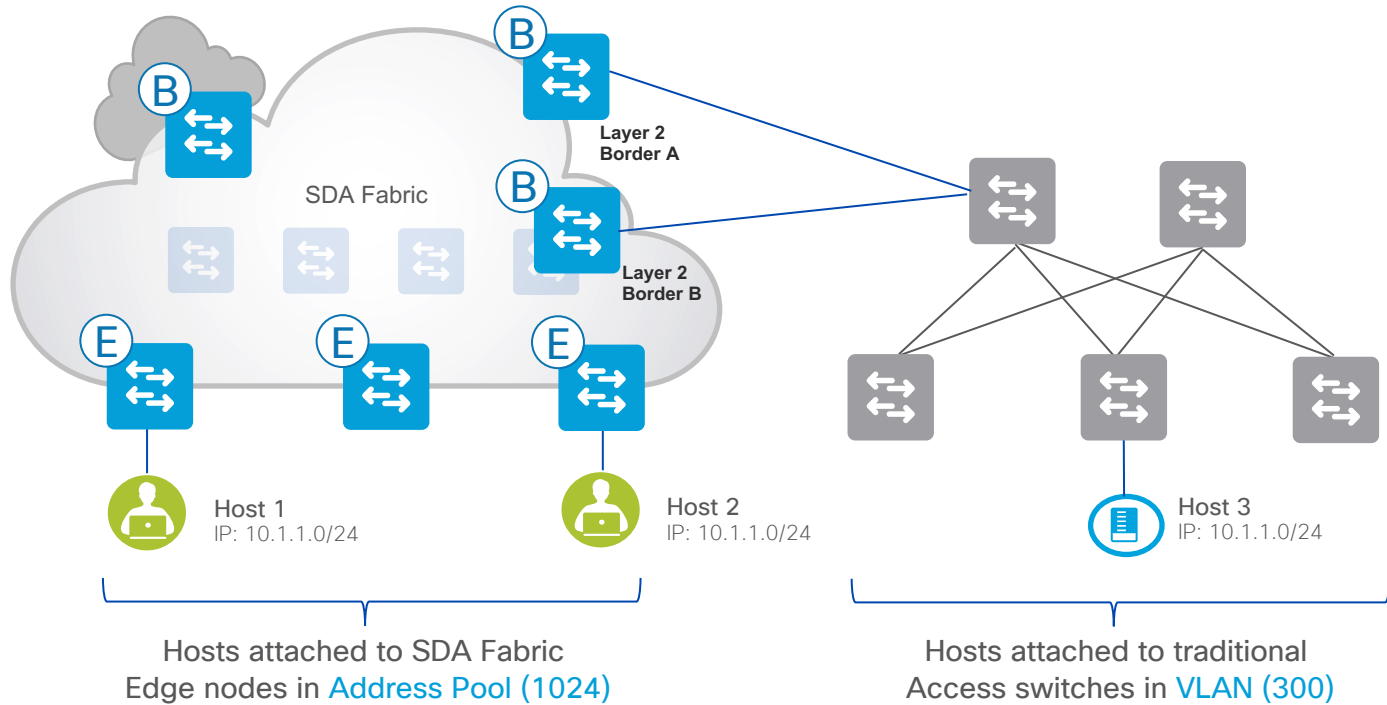 B
B
Layer 2
Border A
SDA Fabric
B
Layer 2
Border B
E
E
E
Host 1
IP: 10.1.1.0/24
Host 2
IP: 10.1.1.0/24
Host 3
IP: 10.1.1.0/24
Hosts attached to SDA Fabric
Edge nodes in Address Pool (1024)
Hosts attached to traditional
Access switches in VLAN (300)